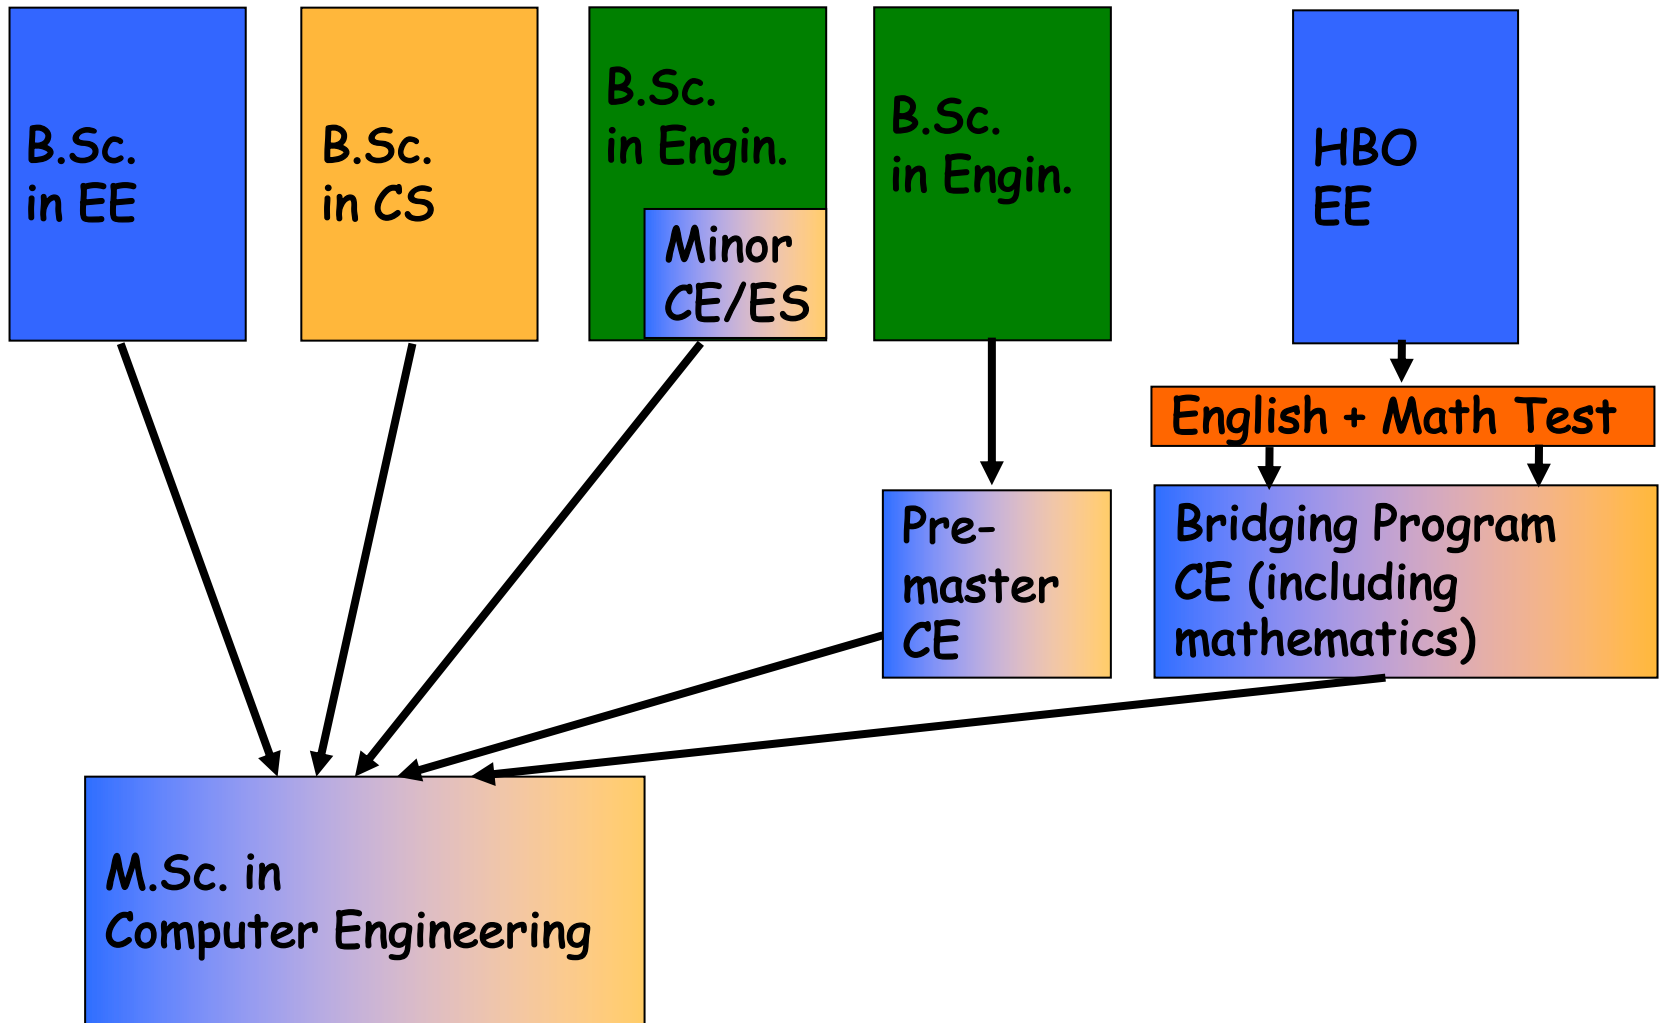 B.Sc.
in EE
B.Sc.
in CS
B.Sc.
in Engin.
Minor
CE/ES
B.Sc.
in Engin.
HBO
EE
English + Math Test
Pre-
master
CE
Bridging Program
CE (including
mathematics)
M.Sc. in
Computer Engineering